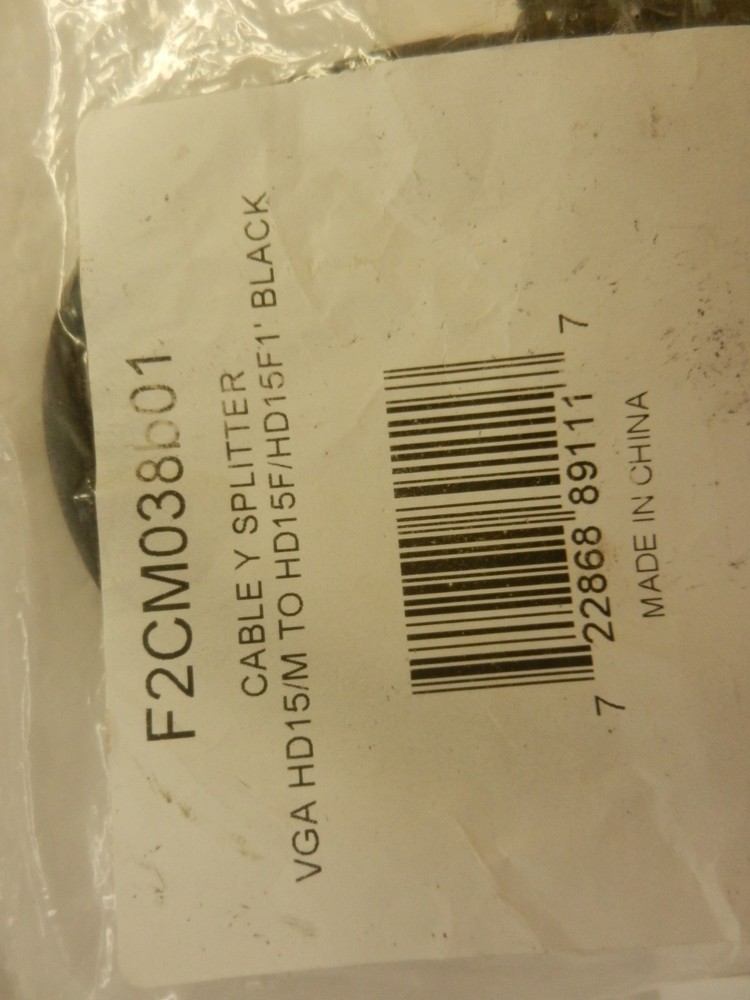 F2CM038b01
CABLE Y SPLITTER
VGA HD15/M TO HD15F/HD15F1' BLACK
7 22868 89111 7
MADE IN CHINA